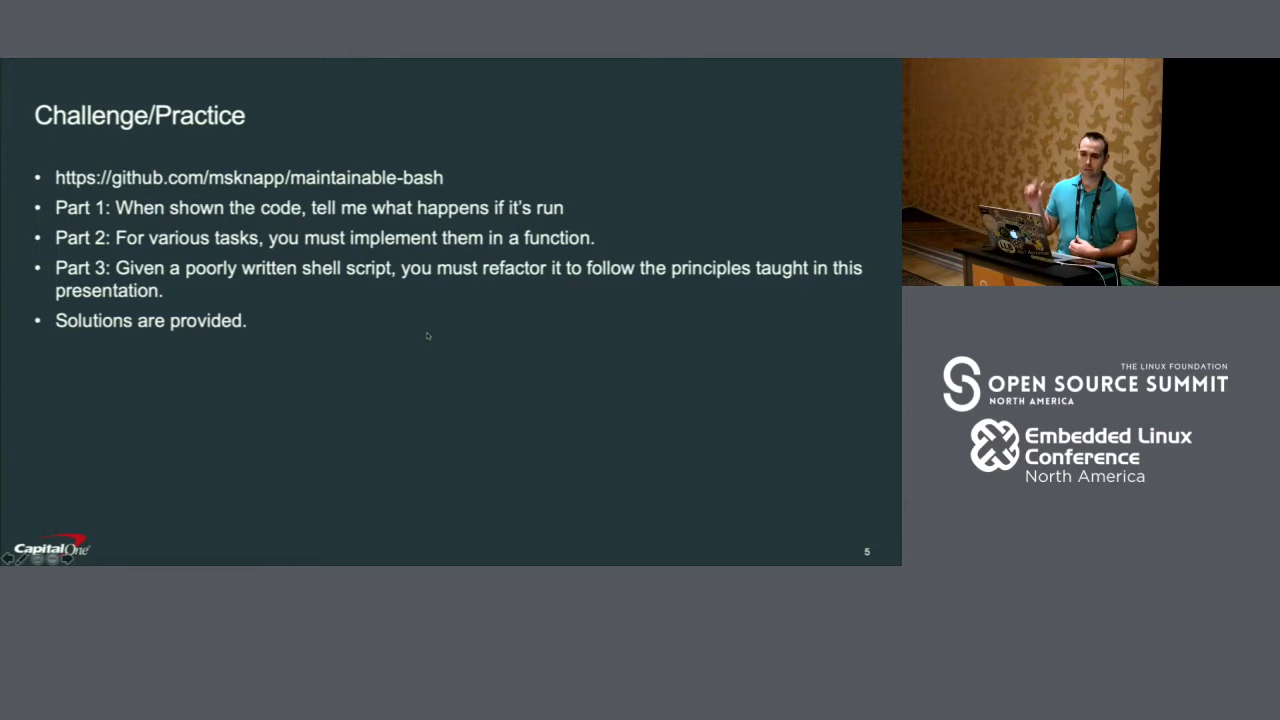 Challenge/Practice
• https://github.com/msknapp/maintainable-bash
• Part 1: When shown the code, tell me what happens if it's run
• Part 2: For various tasks, you must implement them in a function.
• Part 3: Given a poorly written shell script, you must refactor it to follow the principles taught in this
presentation.
• Solutions are provided.
CapitalOne
5
THE LINUX FOUNDATION
OPEN SOURCE SUMMIT
NORTH AMERICA
Embedded Linux
Conference
North America